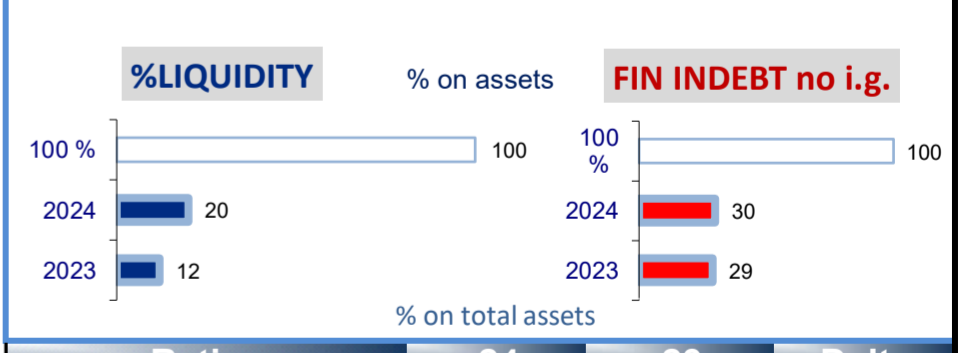 %LIQUIDITY % on assets FIN INDEBT no i.g.
100 % 100
2024 20
2023 12
100
% 100
2024 30
2023 29
% on total assets